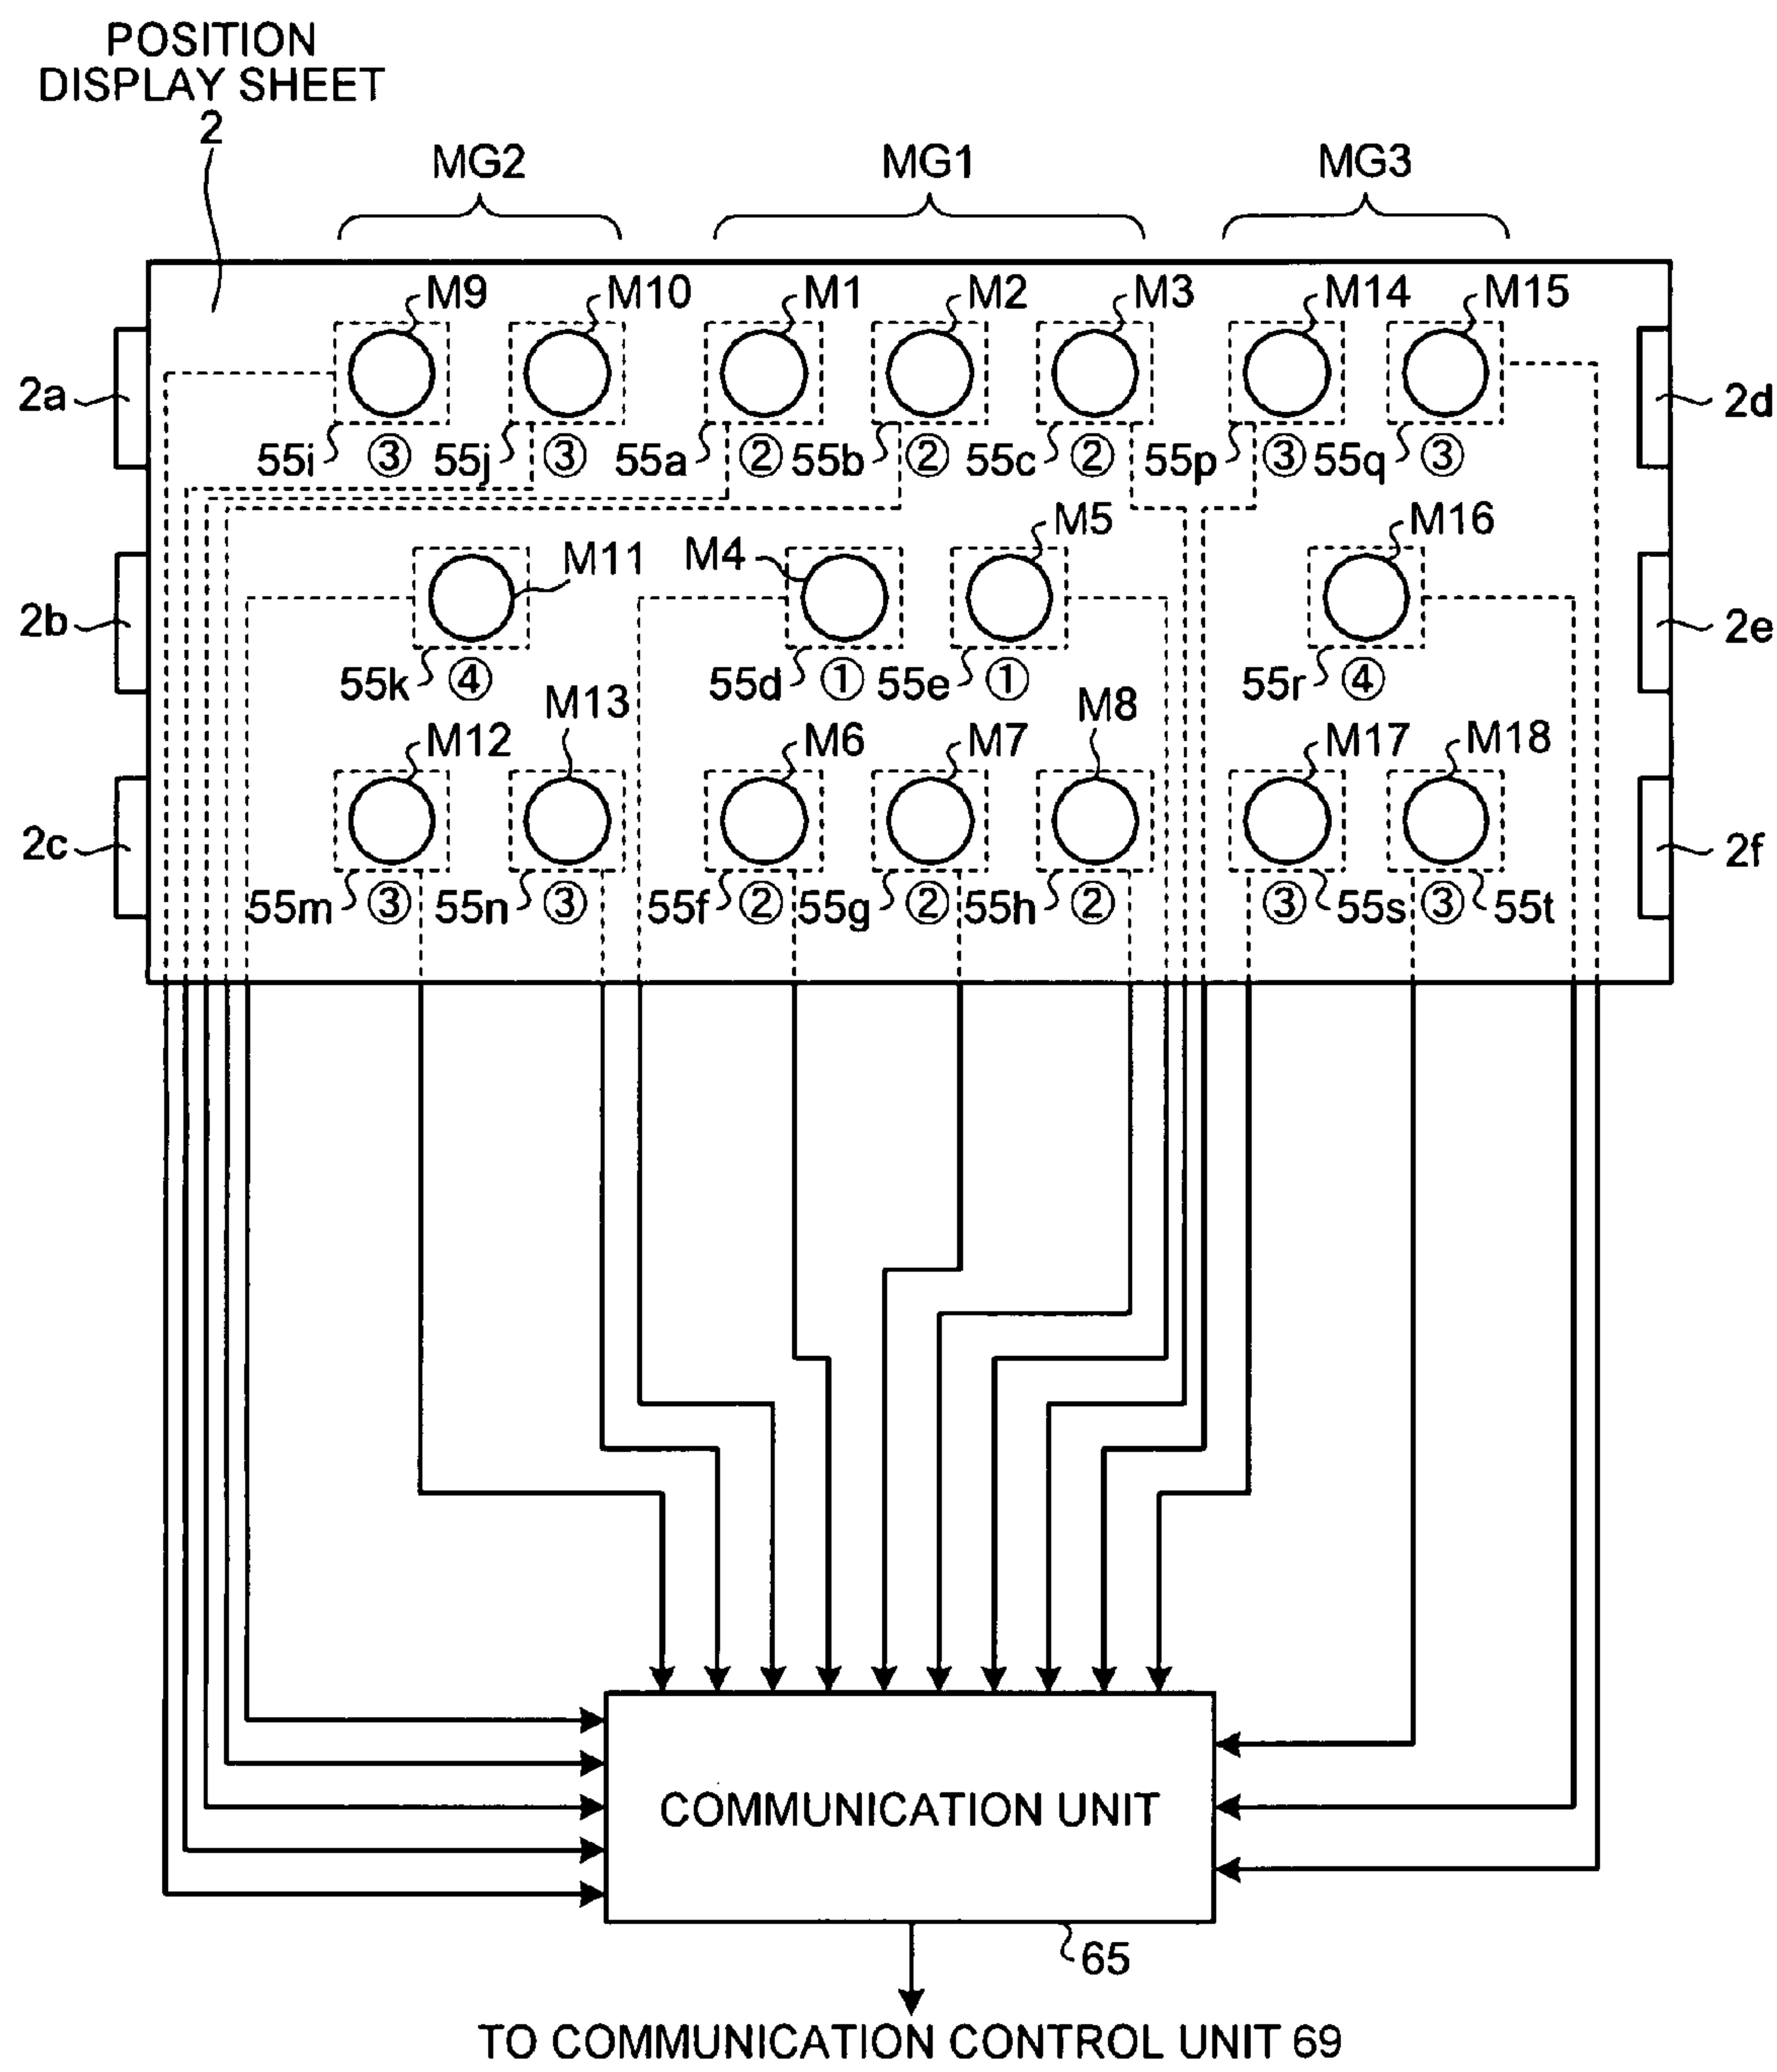 POSITION
DISPLAY SHEET
2
MG2 MG1 MG3
M9 M10 M1 M2 M3 M14 M15
2a 2d
55i ③ 55j ③ 55a ② 55b ② 55c ② 55p ③ 55q ③
M11 M4 M5 M16
2b 2e
55k ④ 55d ① 55e ① 55r ④
M12 M13 M6 M7 M8 M17 M18
2c 2f
55m ③ 55n ③ 55f ② 55g ② 55h ② ③ 55s ③ 55t
COMMUNICATION UNIT
65
TO COMMUNICATION CONTROL UNIT 69